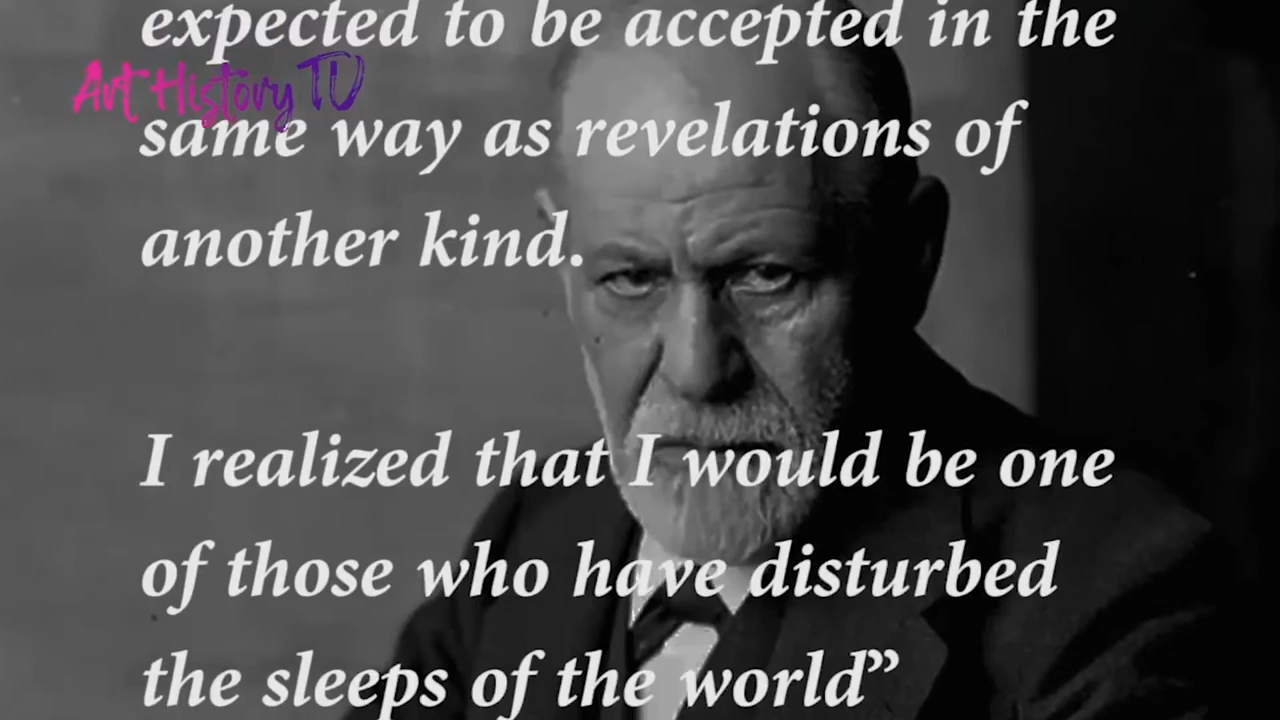 expected to be accepted in the
Art History TV
same way as revelations of
another kind.
I realized that I would be one
of those who have disturbed
the sleeps of the world”